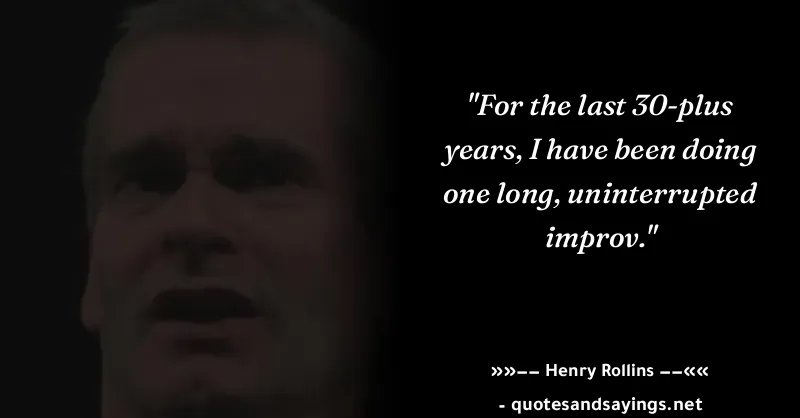 "For the last 30-plus
years, I have been doing
one long, uninterrupted
improv."
»»−− Henry Rollins −−««
- quotesandsayings.net